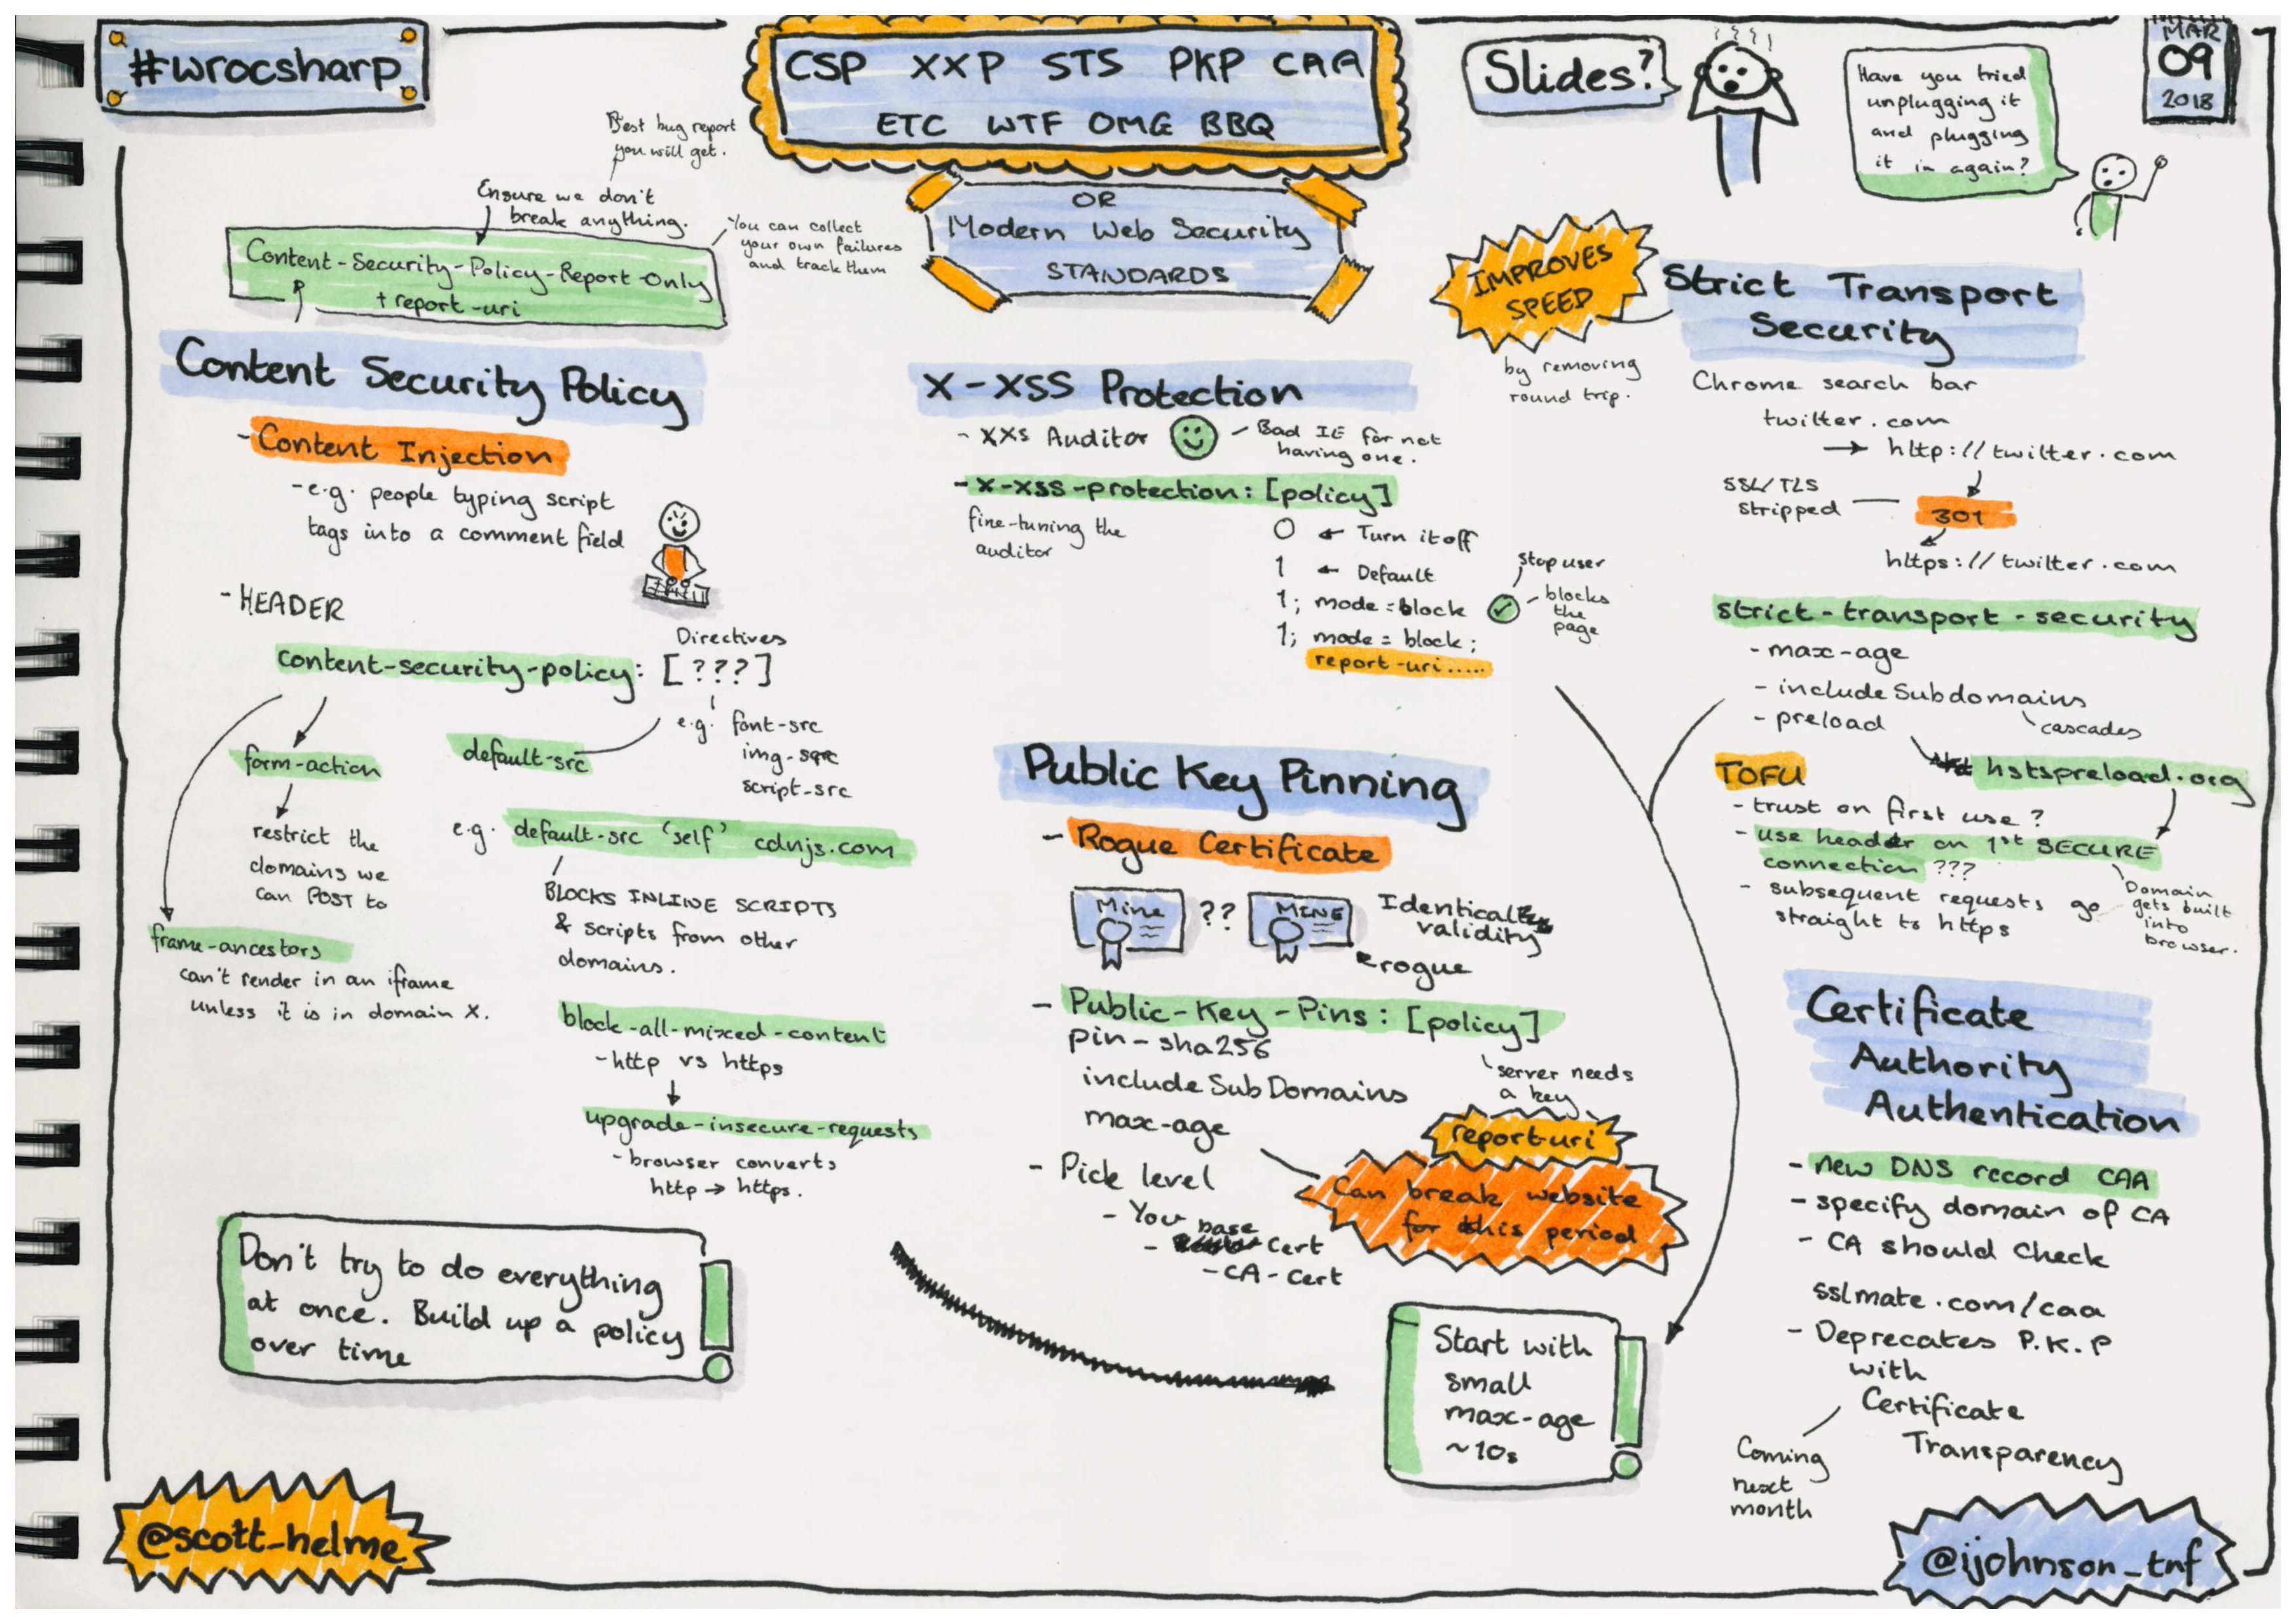 #wrocsharp
CSP XXP STS PKP CAA
ETC WTF OMG BBQ
OR
Modern Web Security
STANDARDS
Slides?
Have you tried
unplugging it
and plugging
it in again?
MAR
09
2018
Best bug report
you will get.
Ensure we don't
break anything.
You can collect
your own failures
and track them
Content-Security-Policy-Report-Only
+ report-uri
Content Security Policy
- Content Injection
- e.g. people typing script
tags into a comment field
- HEADER
Directives
content-security-policy: [???]
e.g. font-src
img-src
script-src
default-src
form-action
restrict the
domains we
can POST to
frame-ancestors
can't render in an iframe
unless it is in domain X.
e.g. default-src 'self' cdnjs.com
BLOCKS INLINE SCRIPTS
& scripts from other
domains.
block-all-mixed-content
- http vs https
upgrade-insecure-requests
- browser converts
http → https.
Don't try to do everything
at once. Build up a policy
over time
@scott_helme
X-XSS Protection
- XXS Auditor
- Bad IE for not
having one.
- X-XSS-protection: [policy]
fine-tuning the
auditor
0 ← Turn it off
1 ← Default
1; mode=block
1; mode = block;
report-uri.....
stop user
- blocks
the
page
Public Key Pinning
- Rogue Certificate
Mine ?? MINE
Identical
validity
rogue
- Public-Key-Pins: [policy]
pin-sha256
include SubDomains
max-age
server needs
a key
report-uri
Can break website
for this period
- Pick level
- You
- base Cert
- CA-Cert
Start with
small
max-age
~10s
IMPROVES
SPEED
by removing
round trip.
Strict Transport
Security
Chrome search bar
twitter.com
→ http://twitter.com
SSL/TLS
stripped
301
https://twitter.com
strict-transport-security
- max-age
- include Subdomains
- preload
cascades
hstspreload.org
TOFU
- trust on first use?
- use header on 1st SECURE
connection ???
- subsequent requests go
straight to https
Domain
gets built
into
browser.
Certificate
Authority
Authentication
- new DNS record CAA
- specify domain of CA
- CA should check
sslmate.com/caa
- Deprecates P.K.P
with
Certificate
Transparency
Coming
next
month
@ijohnson_tnf